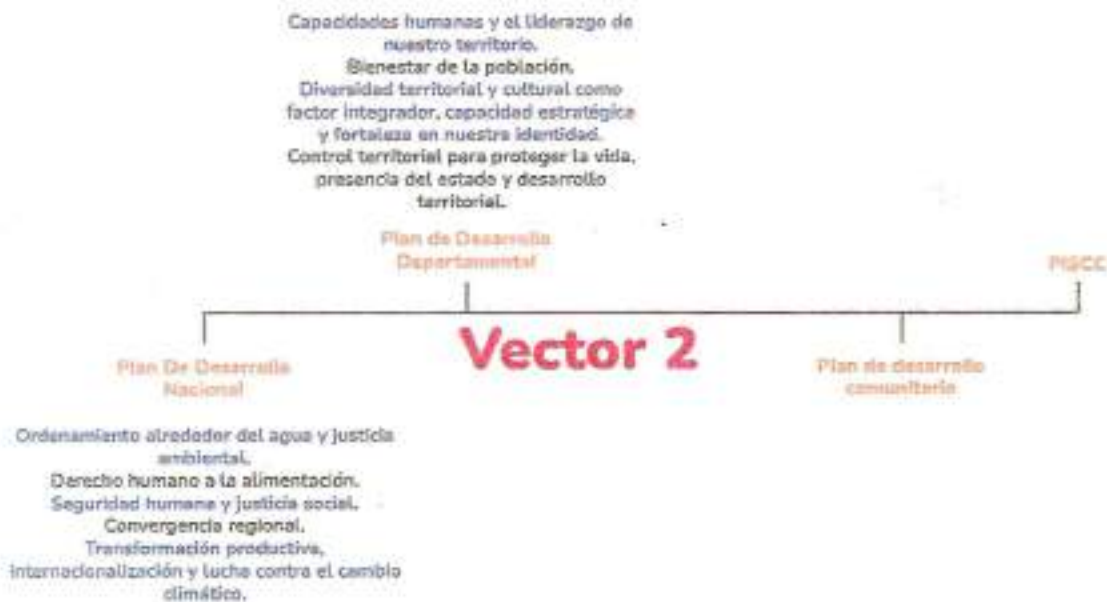 Capacidades humanas y el liderazgo de
nuestro territorio.
Bienestar de la población.
Diversidad territorial y cultural como
factor integrador, capacidad estratégica
y fortaleza en nuestra identidad.
Control territorial para proteger la vida,
presencia del estado y desarrollo
territorial.
Plan de Desarrollo
Departamental
PIGCC
Vector 2
Plan De Desarrollo
Nacional
Plan de desarrollo
comunitario
Ordenamiento alrededor del agua y justicia
ambiental.
Derecho humano a la alimentación.
Seguridad humana y justicia social.
Convergencia regional.
Transformación productiva,
internacionalización y lucha contra el cambio
climático.